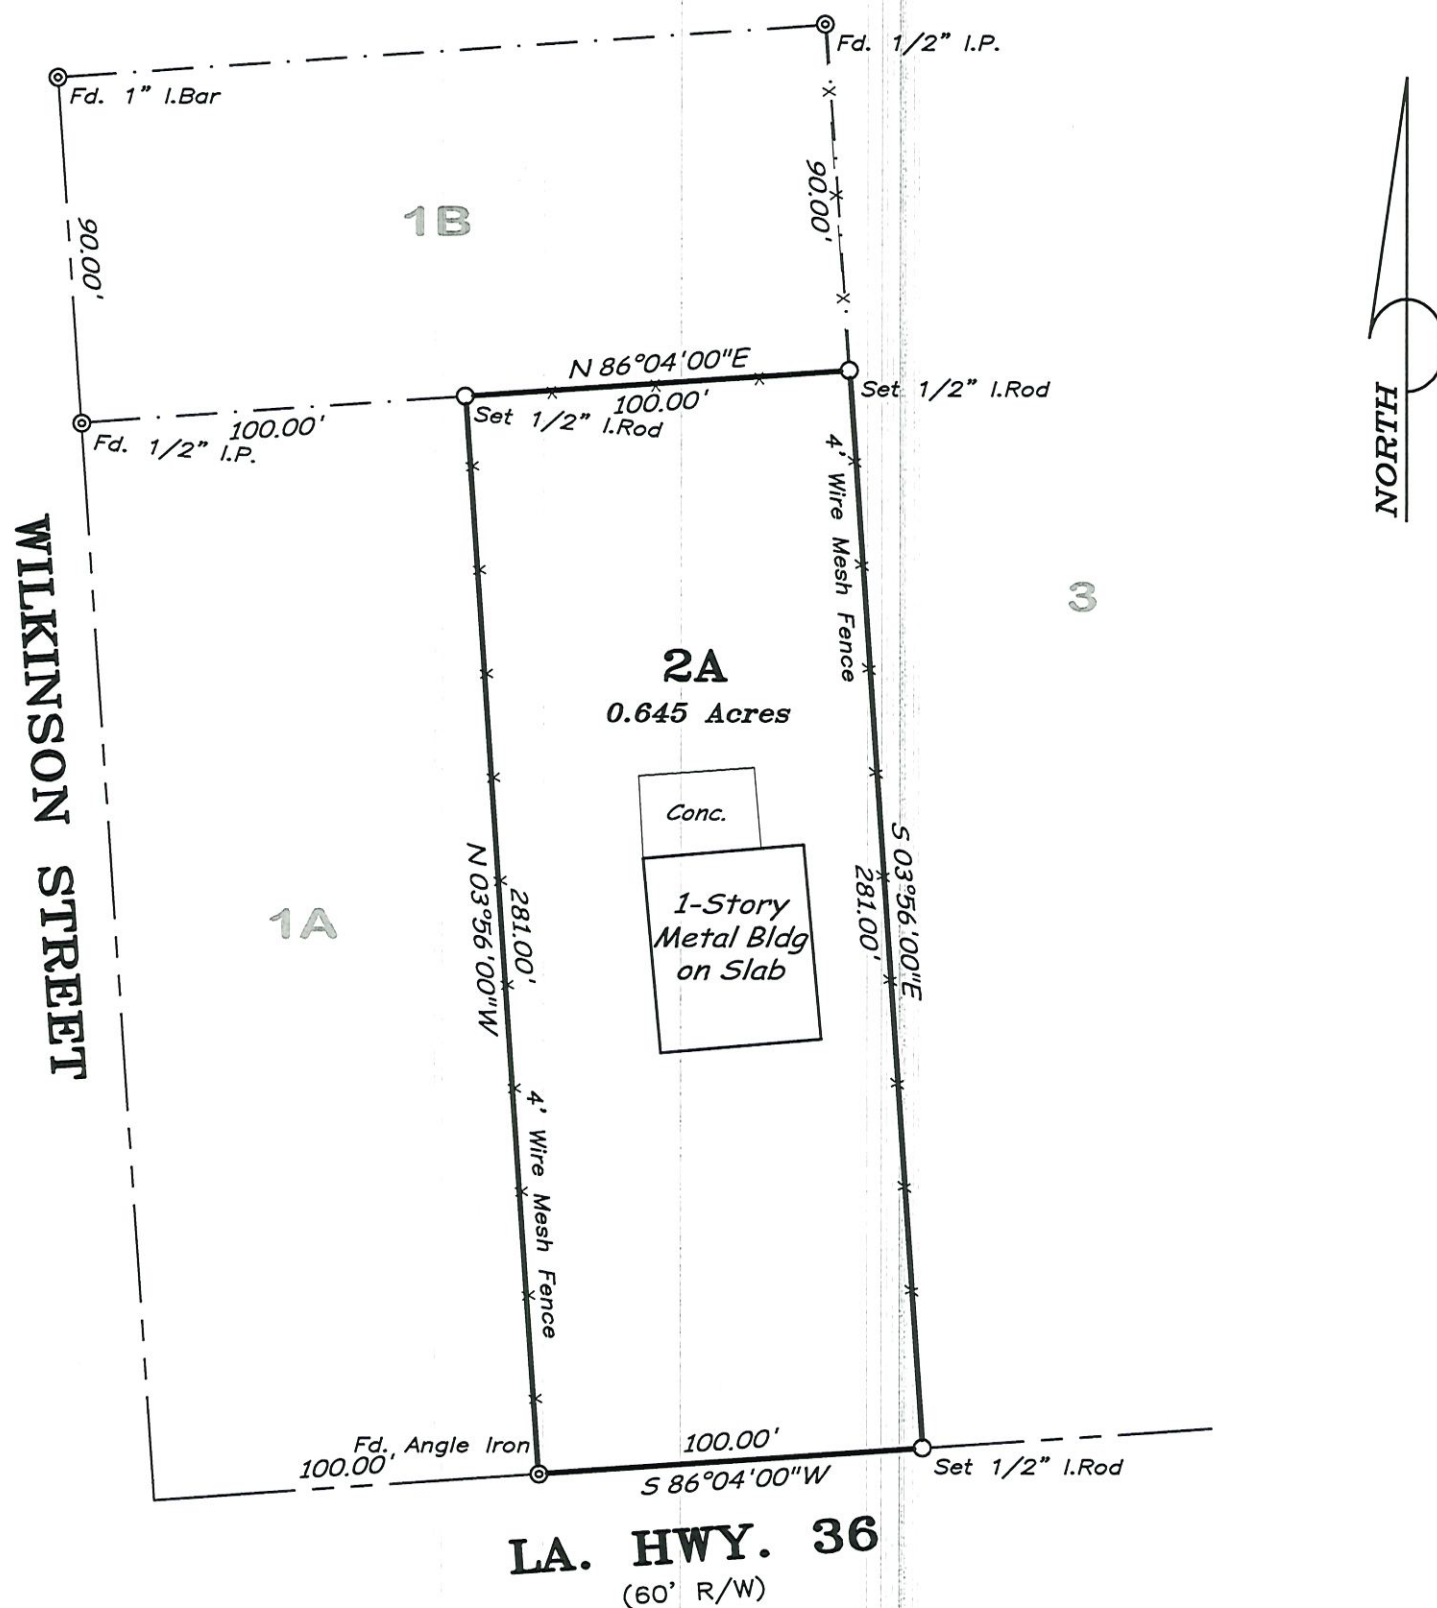 Fd. 1/2" I.P.
Fd. 1" I.Bar
90.00'
1B
90.00'
N 86°04'00"E
100.00'
Set 1/2" I.Rod
Set 1/2" I.Rod
100.00'
Fd. 1/2" I.P.
NORTH
4' Wire Mesh Fence
WILKINSON STREET
3
2A
0.645 Acres
Conc.
1-Story
Metal Bldg
on Slab
1A
N 03°56'00"W
281.00'
281.00'
S 03°56'00"E
4' Wire Mesh Fence
Fd. Angle Iron
100.00'
100.00'
S 86°04'00"W
Set 1/2" I.Rod
LA. HWY. 36
(60' R/W)